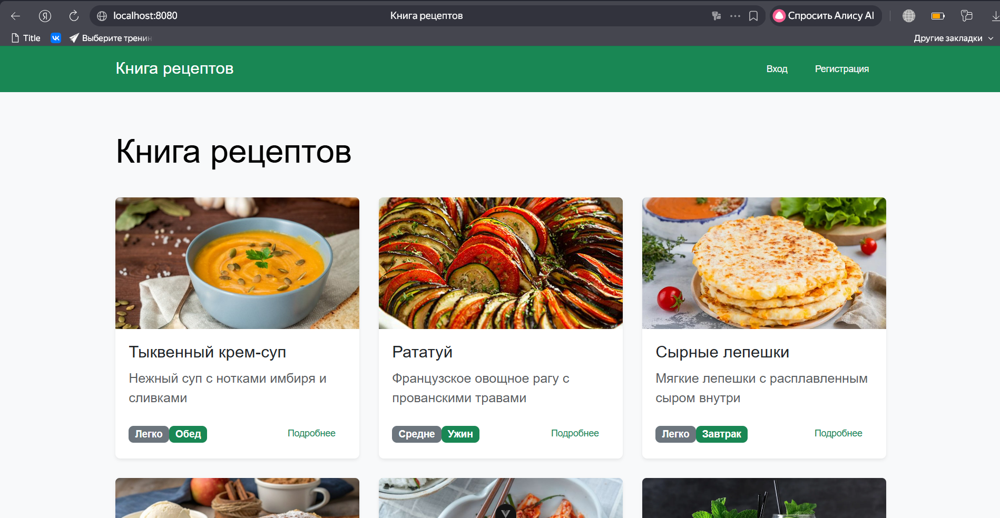 localhost:8080
Книга рецептов
Спросить Алису AI
Title
Выберите тренин
Другие закладки
Книга рецептов
Вход
Регистрация
Книга рецептов
Тыквенный крем-суп
Нежный суп с нотками имбиря и
сливками
Легко
Обед
Подробнее
Рататуй
Французское овощное рагу с
прованскими травами
Средне
Ужин
Подробнее
Сырные лепешки
Мягкие лепешки с расплавленным
сыром внутри
Легко
Завтрак
Подробнее